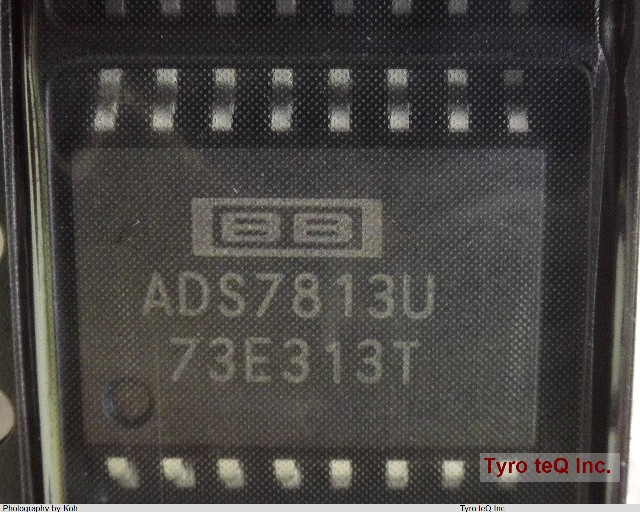 BB
ADS7813U
73E313T
Tyro teQ Inc.
Photography by Koh
Tyro teQ Inc